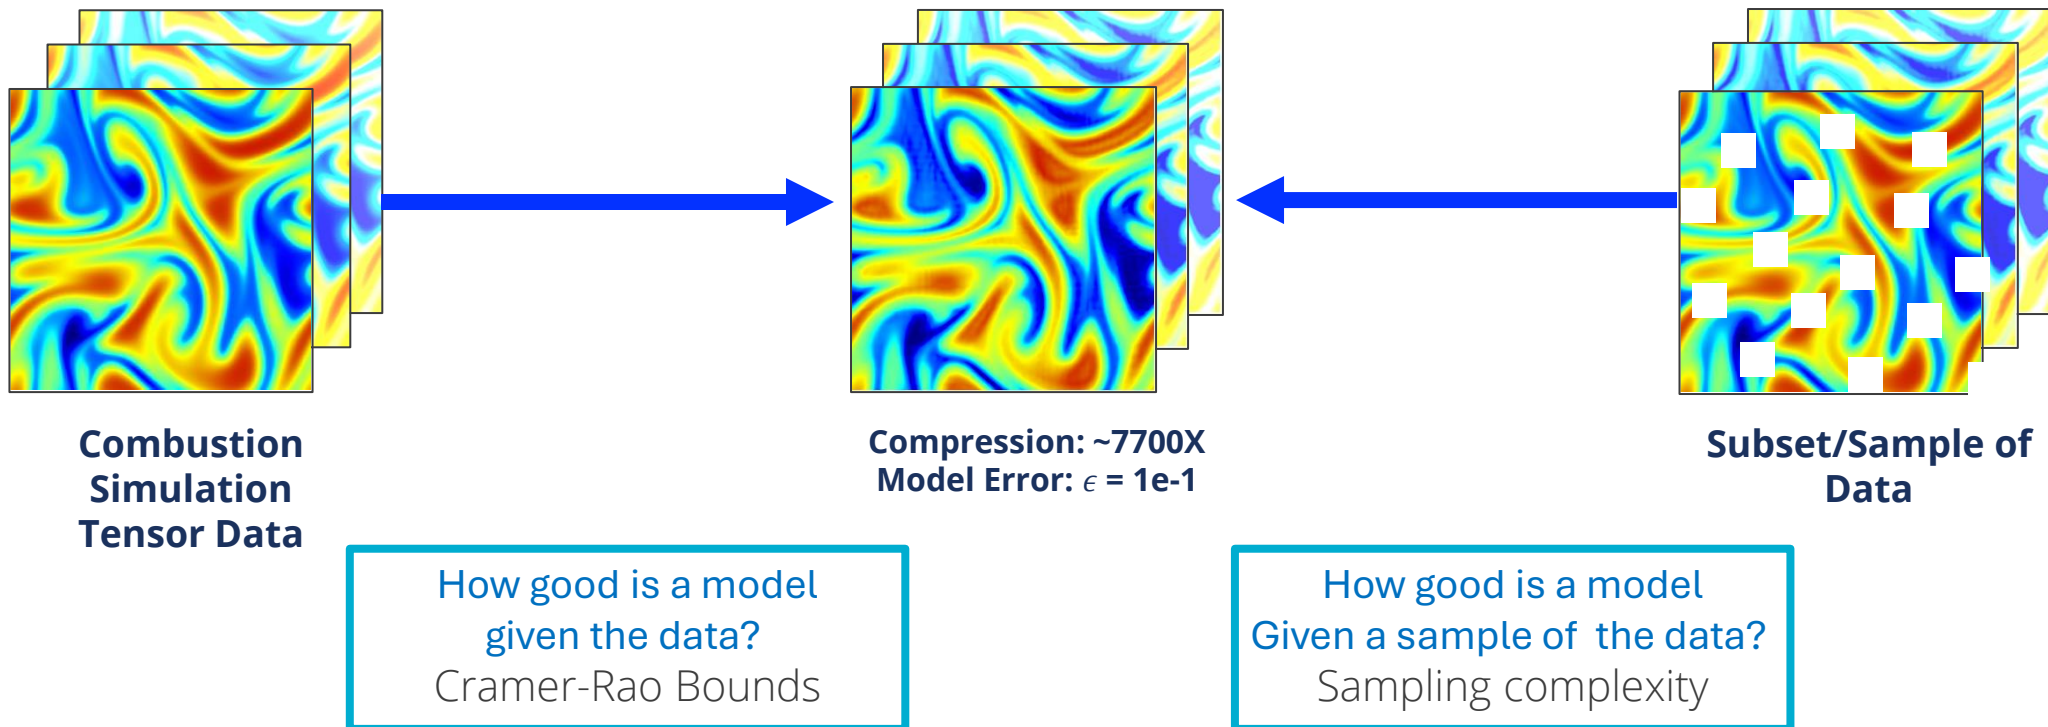 Combustion
Simulation
Tensor Data
Compression: ~7700X
Model Error: ϵ = 1e-1
Subset/Sample of
Data
How good is a model
given the data?
Cramer-Rao Bounds
How good is a model
Given a sample of the data?
Sampling complexity